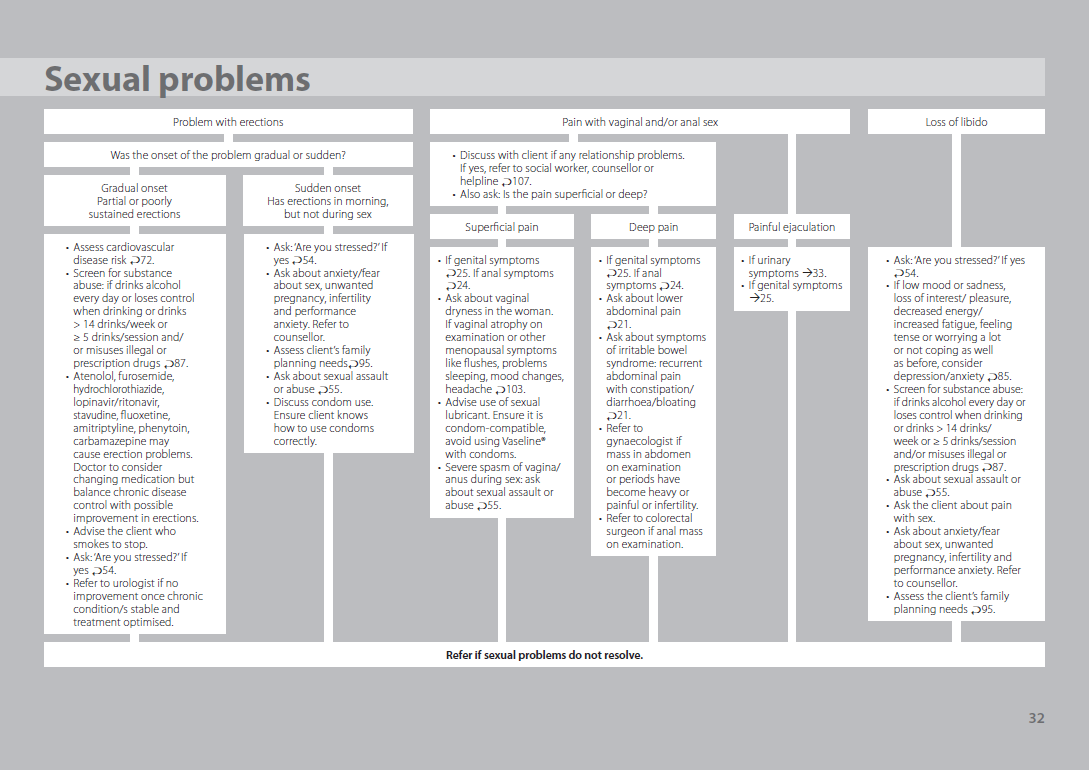 Sexual problems
Problem with erections
Was the onset of the problem gradual or sudden?
Gradual onset
Partial or poorly
sustained erections
• Assess cardiovascular
disease risk ⮌72.
• Screen for substance
abuse: if drinks alcohol
every day or loses control
when drinking or drinks
> 14 drinks/week or
≥ 5 drinks/session and/
or misuses illegal or
prescription drugs ⮌87.
• Atenolol, furosemide,
hydrochlorothiazide,
lopinavir/ritonavir,
stavudine, fluoxetine,
amitriptyline, phenytoin,
carbamazepine may
cause erection problems.
Doctor to consider
changing medication but
balance chronic disease
control with possible
improvement in erections.
• Advise the client who
smokes to stop.
• Ask: ‘Are you stressed?’ If
yes ⮌54.
• Refer to urologist if no
improvement once chronic
condition/s stable and
treatment optimised.
Sudden onset
Has erections in morning,
but not during sex
• Ask: ‘Are you stressed?’ If
yes ⮌54.
• Ask about anxiety/fear
about sex, unwanted
pregnancy, infertility
and performance
anxiety. Refer to
counsellor.
• Assess client’s family
planning needs⮌95.
• Ask about sexual assault
or abuse ⮌55.
• Discuss condom use.
Ensure client knows
how to use condoms
correctly.
Pain with vaginal and/or anal sex
• Discuss with client if any relationship problems.
If yes, refer to social worker, counsellor or
helpline ⮌107.
• Also ask: Is the pain superficial or deep?
Superficial pain
• If genital symptoms
⮌25. If anal symptoms
⮌24.
• Ask about vaginal
dryness in the woman.
If vaginal atrophy on
examination or other
menopausal symptoms
like flushes, problems
sleeping, mood changes,
headache ⮌103.
• Advise use of sexual
lubricant. Ensure it is
condom-compatible,
avoid using Vaseline®
with condoms.
• Severe spasm of vagina/
anus during sex: ask
about sexual assault or
abuse ⮌55.
Deep pain
• If genital symptoms
⮌25. If anal
symptoms ⮌24.
• Ask about lower
abdominal pain
⮌21.
• Ask about symptoms
of irritable bowel
syndrome: recurrent
abdominal pain
with constipation/
diarrhoea/bloating
⮌21.
• Refer to
gynaecologist if
mass in abdomen
on examination
or periods have
become heavy or
painful or infertility.
• Refer to colorectal
surgeon if anal mass
on examination.
Painful ejaculation
• If urinary
symptoms →33.
• If genital symptoms
→25.
Loss of libido
• Ask: ‘Are you stressed?’ If yes
⮌54.
• If low mood or sadness,
loss of interest/ pleasure,
decreased energy/
increased fatigue, feeling
tense or worrying a lot
or not coping as well
as before, consider
depression/anxiety ⮌85.
• Screen for substance abuse:
if drinks alcohol every day or
loses control when drinking
or drinks > 14 drinks/
week or ≥ 5 drinks/session
and/or misuses illegal or
prescription drugs ⮌87.
• Ask about sexual assault or
abuse ⮌55.
• Ask the client about pain
with sex.
• Ask about anxiety/fear
about sex, unwanted
pregnancy, infertility and
performance anxiety. Refer
to counsellor.
• Assess the client’s family
planning needs ⮌95.
Refer if sexual problems do not resolve.
32